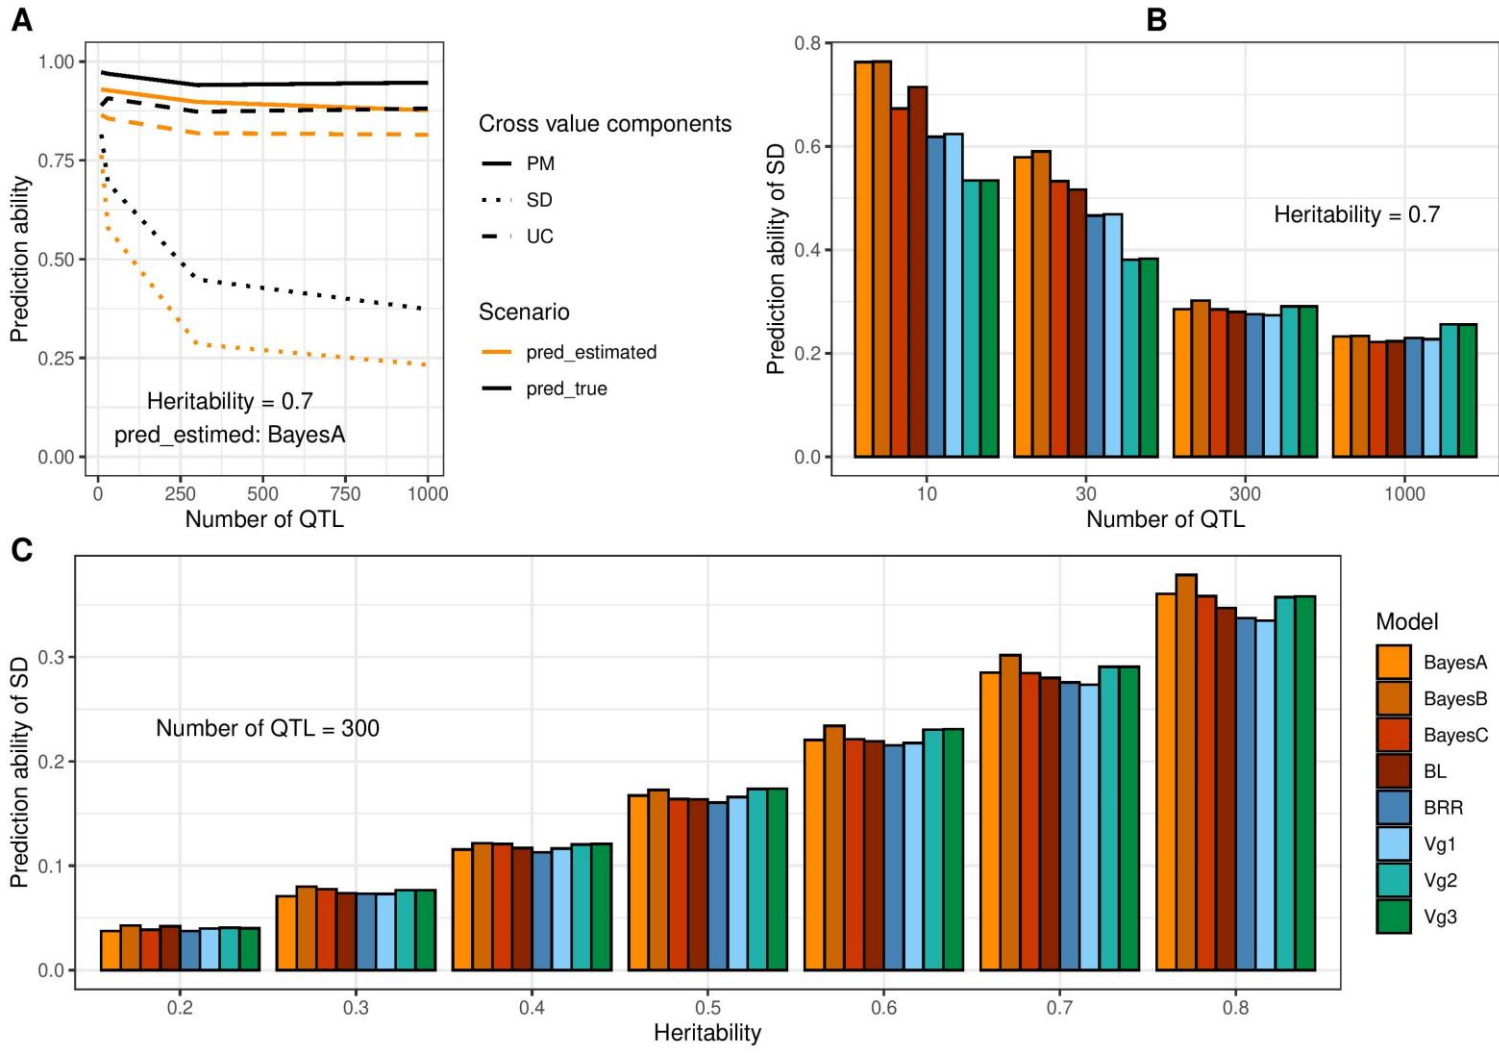 A
Prediction ability
1.00
0.75
0.50
0.25
0.00
Heritability = 0.7
pred_estimed: BayesA
0 250 500 750 1000
Number of QTL
Cross value components
PM
SD
UC
Scenario
pred_estimated
pred_true
B
Prediction ability of SD
0.8
0.6
0.4
0.2
0.0
Heritability = 0.7
10 30 300 1000
Number of QTL
C
Prediction ability of SD
0.3
0.2
0.1
0.0
Number of QTL = 300
0.2 0.3 0.4 0.5 0.6 0.7 0.8
Heritability
Model
BayesA
BayesB
BayesC
BL
BRR
Vg1
Vg2
Vg3